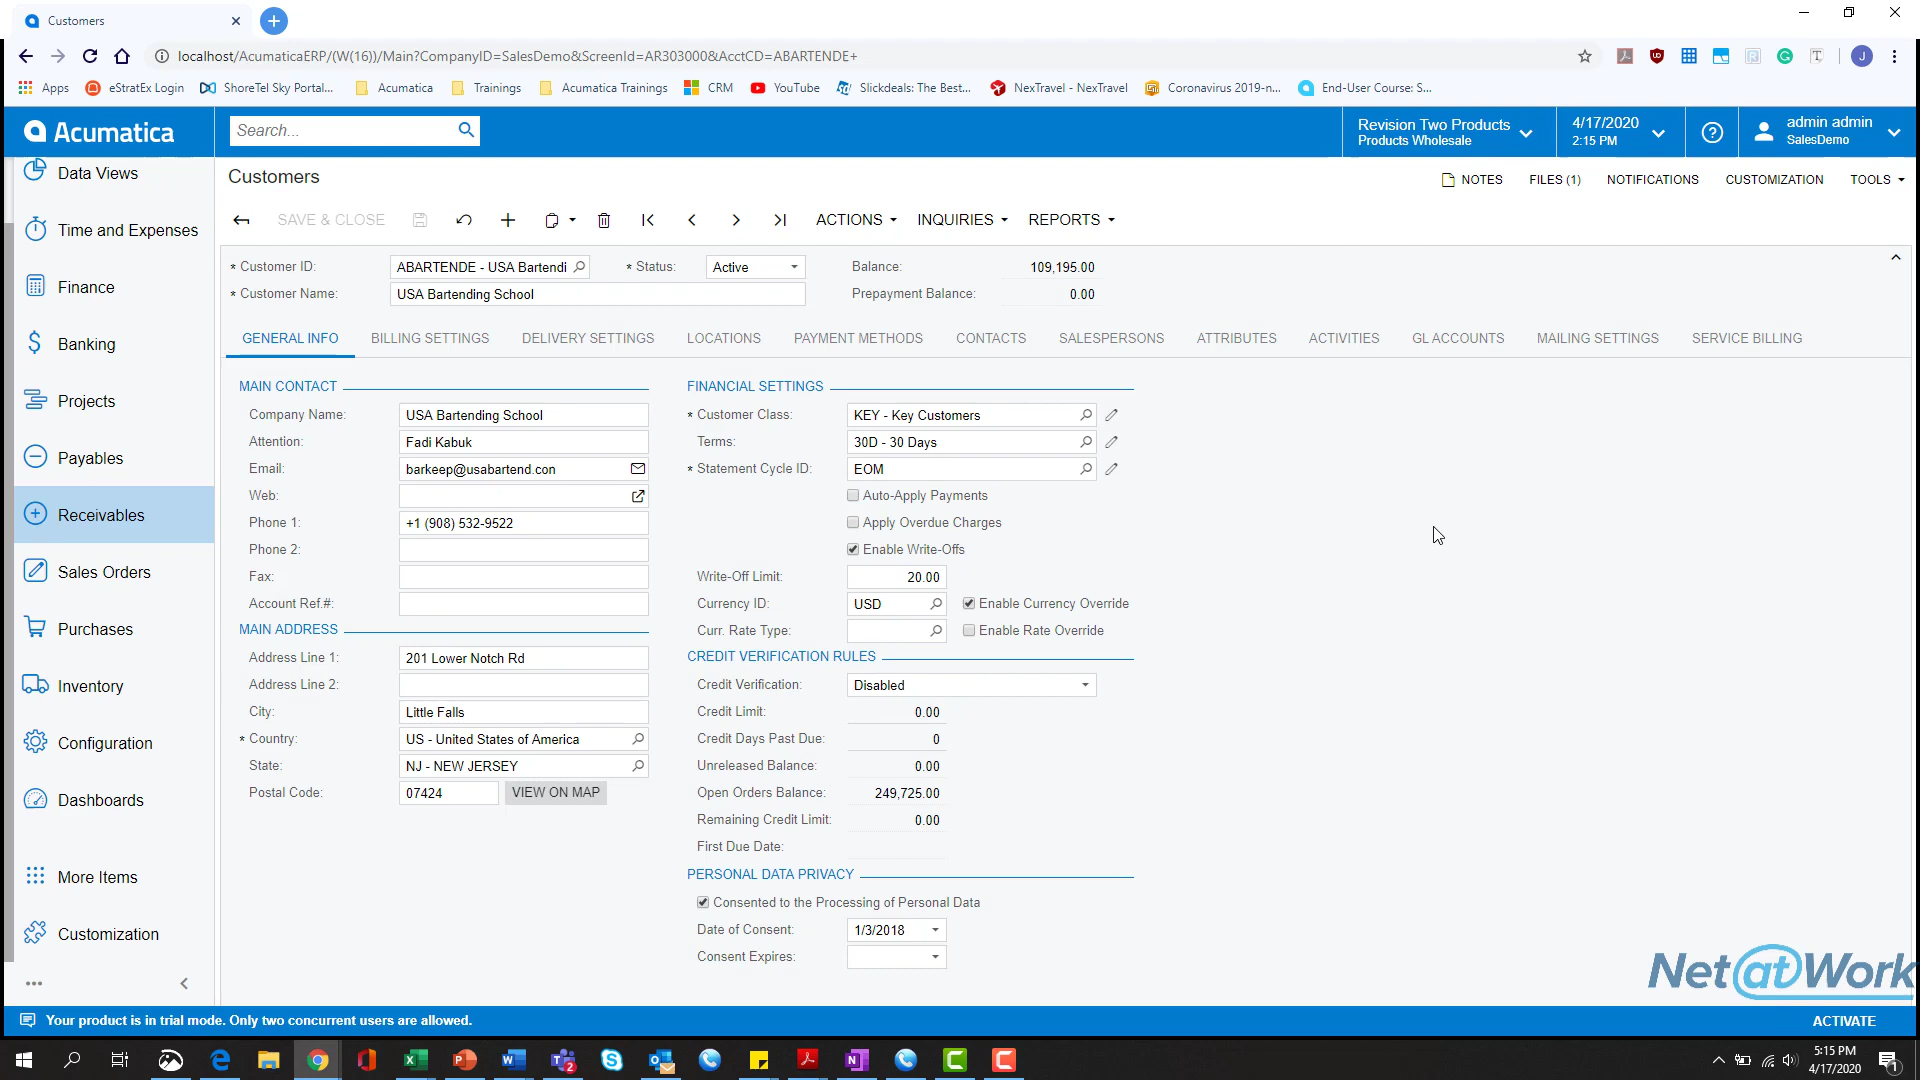 Customers
localhost/AcumaticaERP/(W(16))/Main?CompanyID=SalesDemo&ScreenId=AR303000&AcctCD=ABARTENDE+
Apps eStratEx Login ShoreTel Sky Portal... Acumatica Trainings Acumatica Trainings CRM YouTube Slickdeals: The Best... NexTravel - NexTravel Coronavirus 2019-n... End-User Course: S...
Acumatica
Search...
Revision Two Products
Products Wholesale
4/17/2020
2:15 PM
admin admin
SalesDemo
Data Views
Time and Expenses
Finance
Banking
Projects
Payables
Receivables
Sales Orders
Purchases
Inventory
Configuration
Dashboards
More Items
Customization
Customers
NOTES FILES (1) NOTIFICATIONS CUSTOMIZATION TOOLS
SAVE & CLOSE ACTIONS INQUIRIES REPORTS
* Customer ID: ABARTENDE - USA Bartendi * Status: Active Balance: 109,195.00
* Customer Name: USA Bartending School Prepayment Balance: 0.00
GENERAL INFO BILLING SETTINGS DELIVERY SETTINGS LOCATIONS PAYMENT METHODS CONTACTS SALESPERSONS ATTRIBUTES ACTIVITIES GL ACCOUNTS MAILING SETTINGS SERVICE BILLING
MAIN CONTACT
Company Name: USA Bartending School
Attention: Fadi Kabuk
Email: barkeep@usabartend.con
Web:
Phone 1: +1 (908) 532-9522
Phone 2:
Fax:
Account Ref.#:
MAIN ADDRESS
Address Line 1: 201 Lower Notch Rd
Address Line 2:
City: Little Falls
* Country: US - United States of America
State: NJ - NEW JERSEY
Postal Code: 07424 VIEW ON MAP
FINANCIAL SETTINGS
* Customer Class: KEY - Key Customers
Terms: 30D - 30 Days
* Statement Cycle ID: EOM
Auto-Apply Payments
Apply Overdue Charges
Enable Write-Offs
Write-Off Limit: 20.00
Currency ID: USD Enable Currency Override
Curr. Rate Type: Enable Rate Override
CREDIT VERIFICATION RULES
Credit Verification: Disabled
Credit Limit: 0.00
Credit Days Past Due: 0
Unreleased Balance: 0.00
Open Orders Balance: 249,725.00
Remaining Credit Limit: 0.00
First Due Date:
PERSONAL DATA PRIVACY
Consented to the Processing of Personal Data
Date of Consent: 1/3/2018
Consent Expires:
Net at Work
Your product is in trial mode. Only two concurrent users are allowed.
ACTIVATE
5:15 PM
4/17/2020